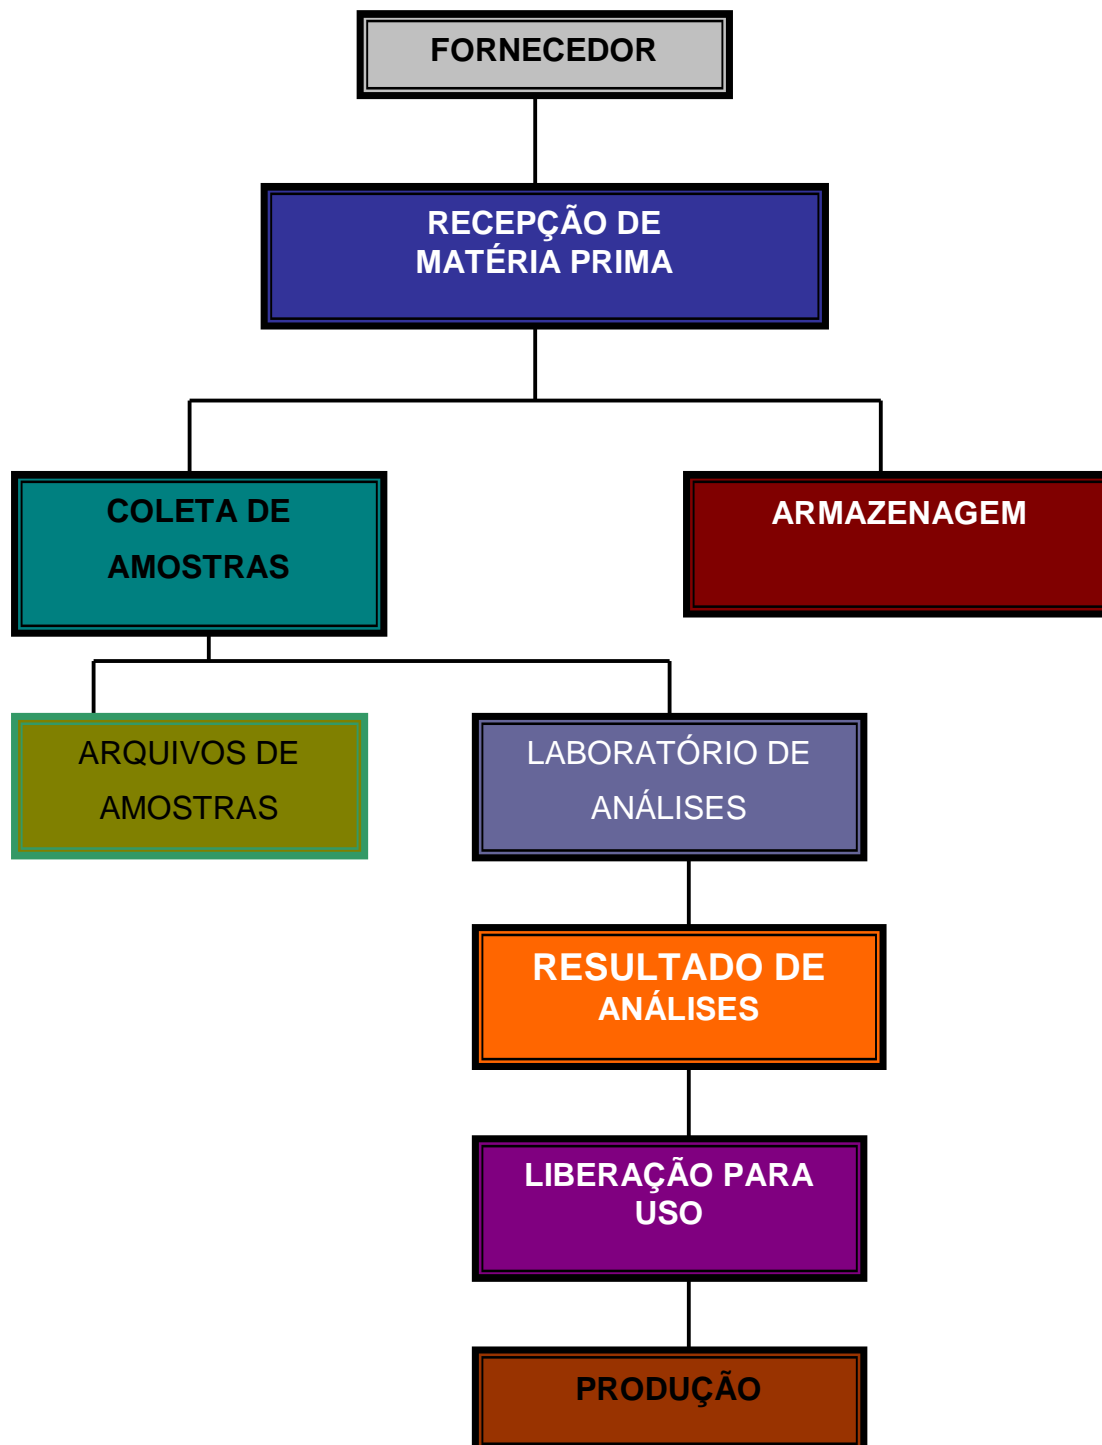 FORNECEDOR
RECEPÇÃO DE
MATÉRIA PRIMA
COLETA DE
AMOSTRAS
ARMAZENAGEM
ARQUIVOS DE
AMOSTRAS
LABORATÓRIO DE
ANÁLISES
RESULTADO DE
ANÁLISES
LIBERAÇÃO PARA
USO
PRODUÇÃO